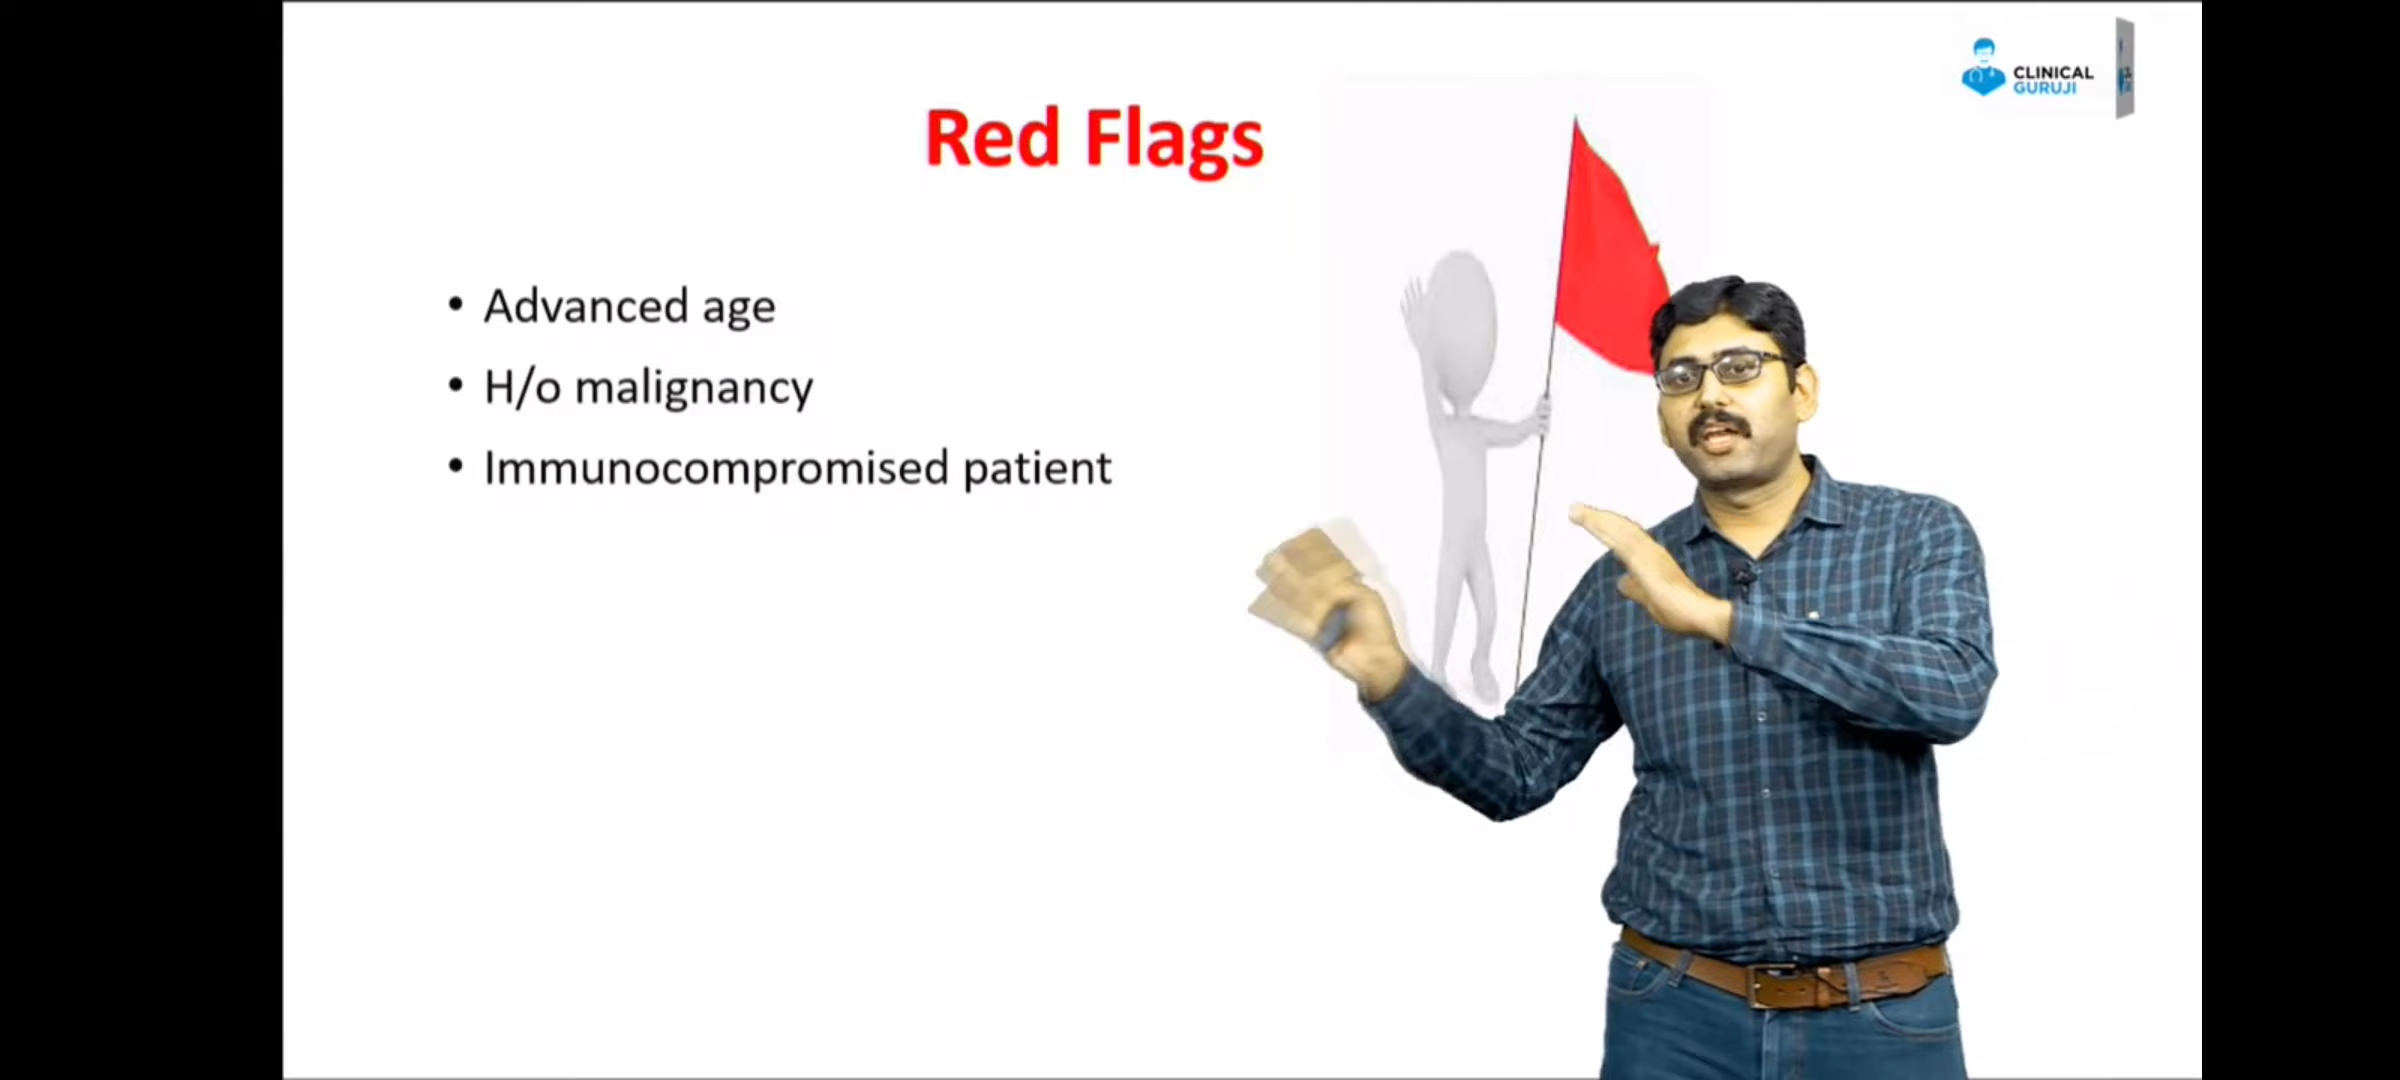 CLINICAL
GURUJI
Red Flags
• Advanced age
• H/o malignancy
• Immunocompromised patient